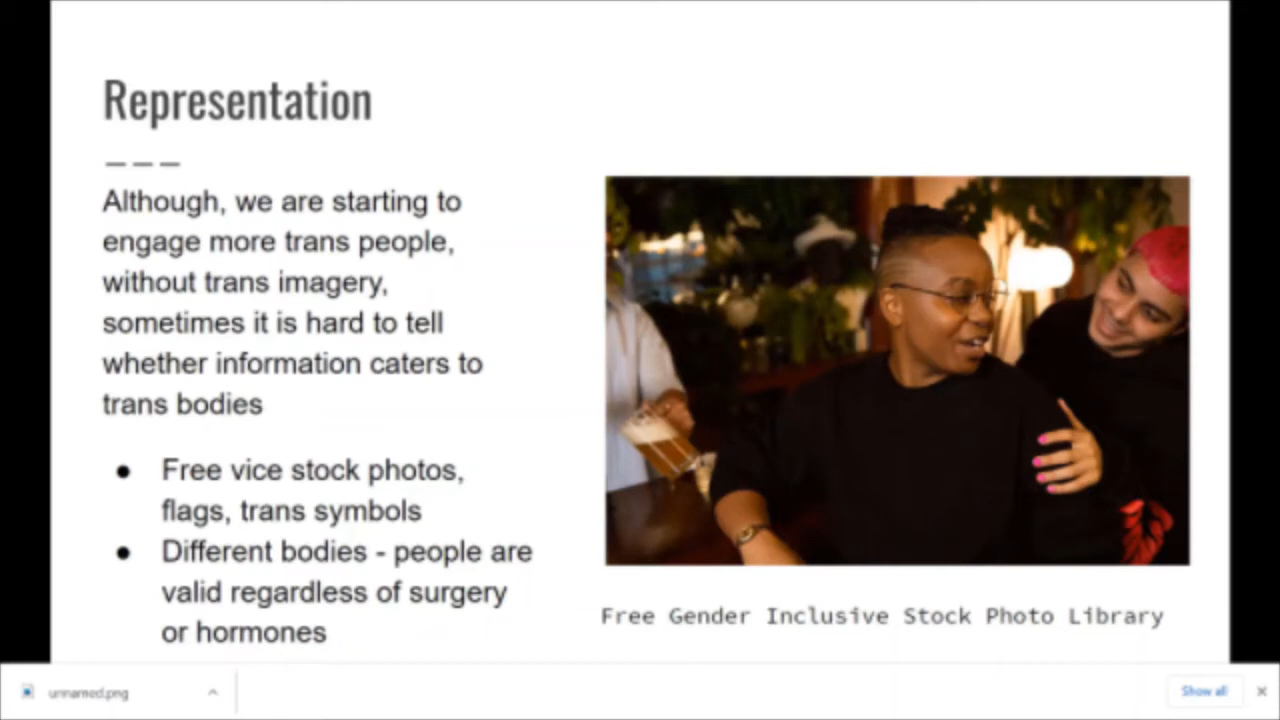 Representation
Although, we are starting to
engage more trans people,
without trans imagery,
sometimes it is hard to tell
whether information caters to
trans bodies
● Free vice stock photos,
flags, trans symbols
● Different bodies - people are
valid regardless of surgery
or hormones
Free Gender Inclusive Stock Photo Library
unnamed.png
Show all